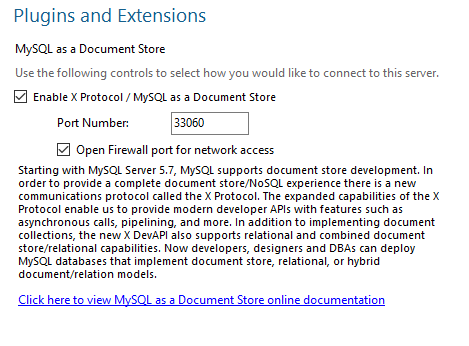 Plugins and Extensions
MySQL as a Document Store
Use the following controls to select how you would like to connect to this server.
Enable X Protocol / MySQL as a Document Store
Port Number: 33060
Open Firewall port for network access
Starting with MySQL Server 5.7, MySQL supports document store development. In
order to provide a complete document store/NoSQL experience there is a new
communications protocol called the X Protocol. The expanded capabilities of the X
Protocol enable us to provide modern developer APIs with features such as
asynchronous calls, pipelining, and more. In addition to implementing document
collections, the new X DevAPI also supports relational and combined document
store/relational capabilities. Now developers, designers and DBAs can deploy
MySQL databases that implement document store, relational, or hybrid
document/relation models.
Click here to view MySQL as a Document Store online documentation